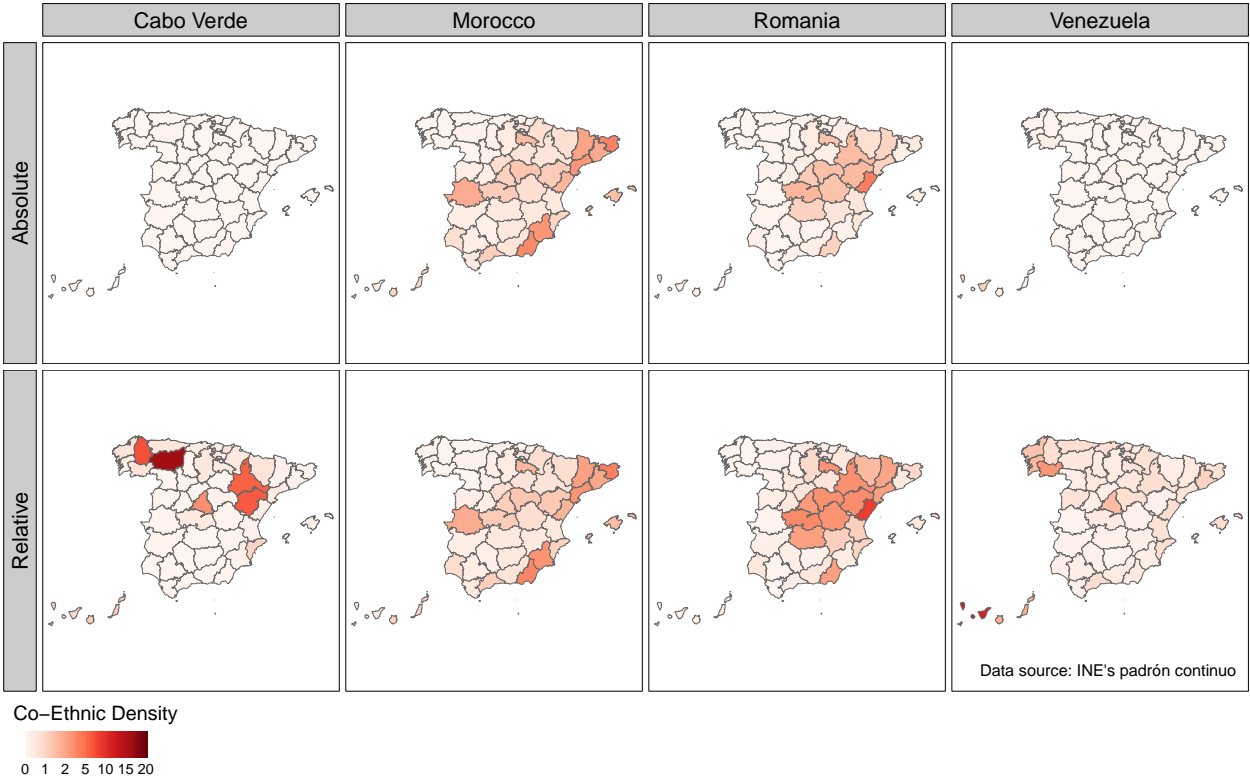 Cabo Verde
Morocco
Romania
Venezuela
Absolute
Relative
Data source: INE's padrón continuo
Co−Ethnic Density
0 1 2 5 10 15 20